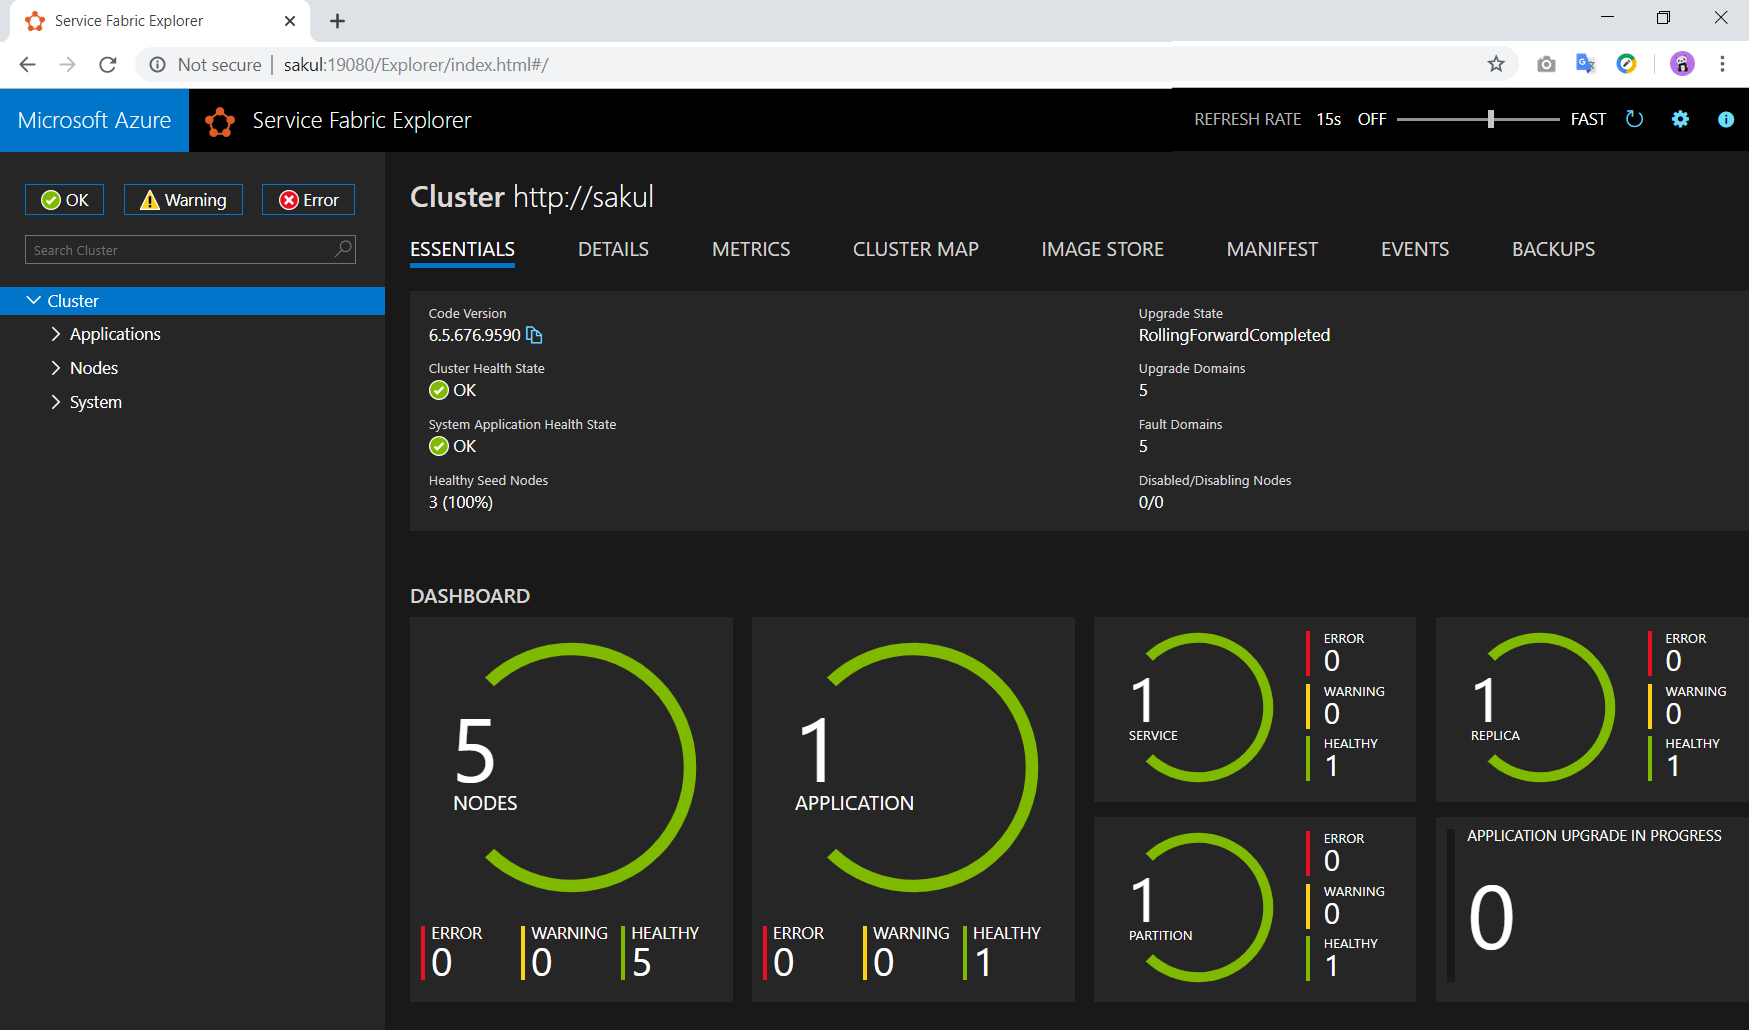 Service Fabric Explorer
Not secure | sakul:19080/Explorer/index.html#/
Microsoft Azure
Service Fabric Explorer
REFRESH RATE 15s OFF FAST
OK Warning Error
Search Cluster
Cluster
Applications
Nodes
System
Cluster http://sakul
ESSENTIALS DETAILS METRICS CLUSTER MAP IMAGE STORE MANIFEST EVENTS BACKUPS
Code Version
6.5.676.9590
Cluster Health State
OK
System Application Health State
OK
Healthy Seed Nodes
3 (100%)
Upgrade State
RollingForwardCompleted
Upgrade Domains
5
Fault Domains
5
Disabled/Disabling Nodes
0/0
DASHBOARD
5
NODES
ERROR
0
WARNING
0
HEALTHY
5
1
APPLICATION
ERROR
0
WARNING
0
HEALTHY
1
1
SERVICE
ERROR
0
WARNING
0
HEALTHY
1
1
REPLICA
ERROR
0
WARNING
0
HEALTHY
1
1
PARTITION
ERROR
0
WARNING
0
HEALTHY
1
APPLICATION UPGRADE IN PROGRESS
0